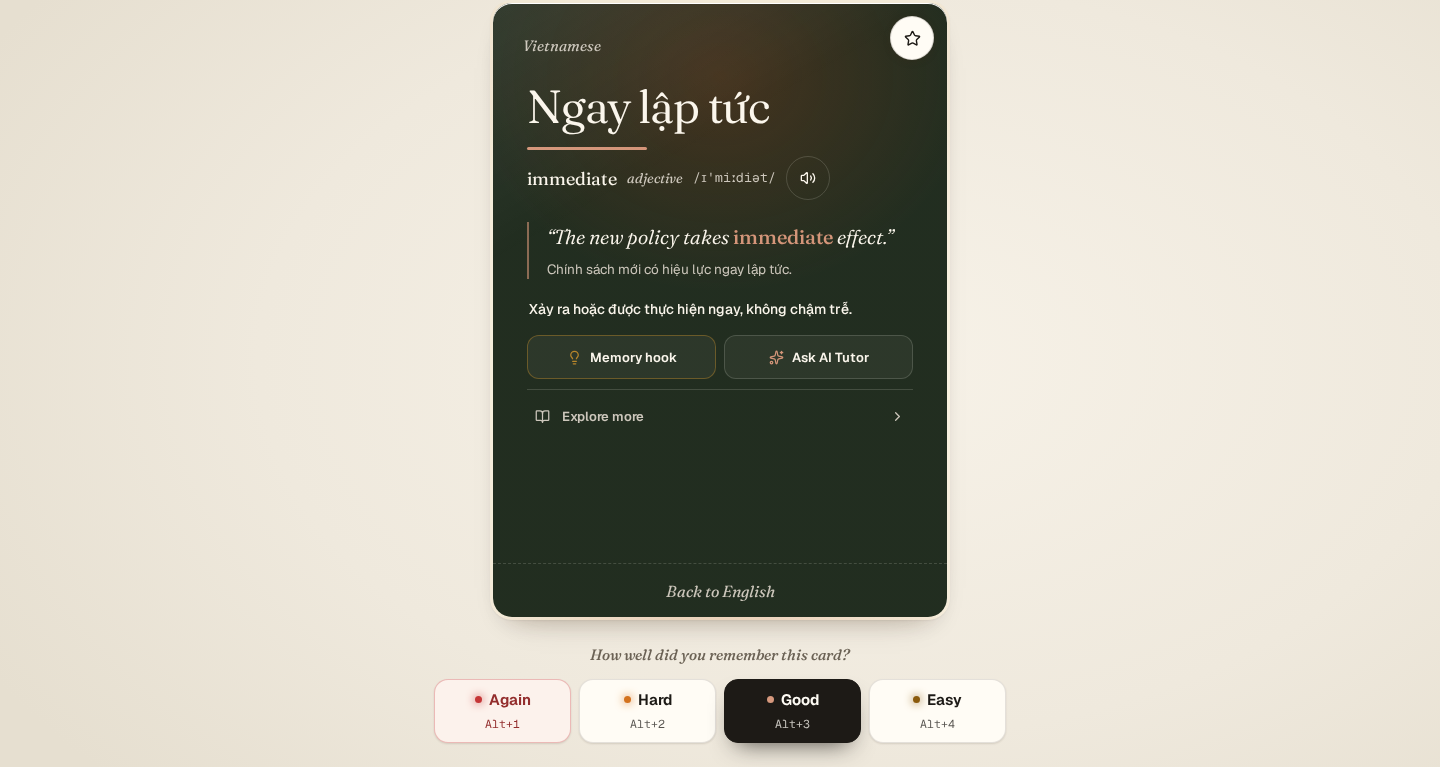 Vietnamese
Ngay lập tức
immediate adjective /ɪˈmiːdiət/
“The new policy takes immediate effect.”
Chính sách mới có hiệu lực ngay lập tức.
Xảy ra hoặc được thực hiện ngay, không chậm trễ.
Memory hook
Ask AI Tutor
Explore more
Back to English
How well did you remember this card?
Again
Alt+1
Hard
Alt+2
Good
Alt+3
Easy
Alt+4